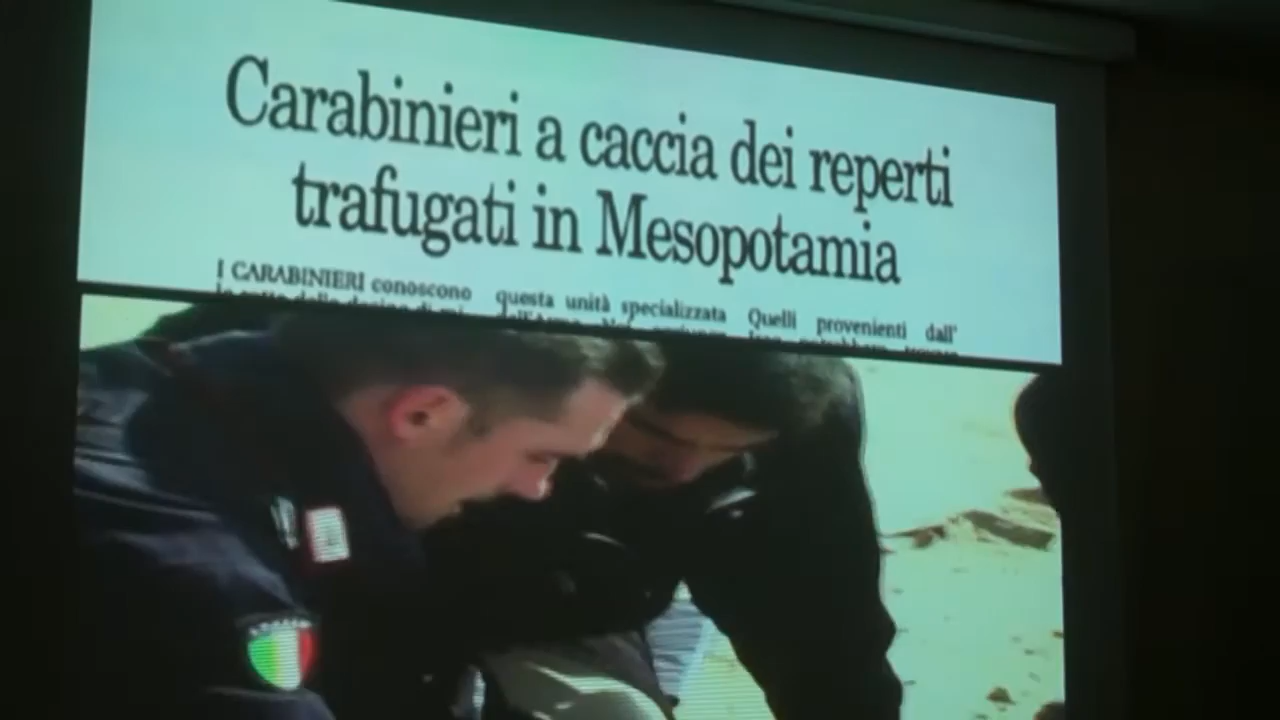 Carabinieri a caccia dei reperti
trafugati in Mesopotamia
I CARABINIERI conoscono
questa unità specializzata
Quelli provenienti dall'